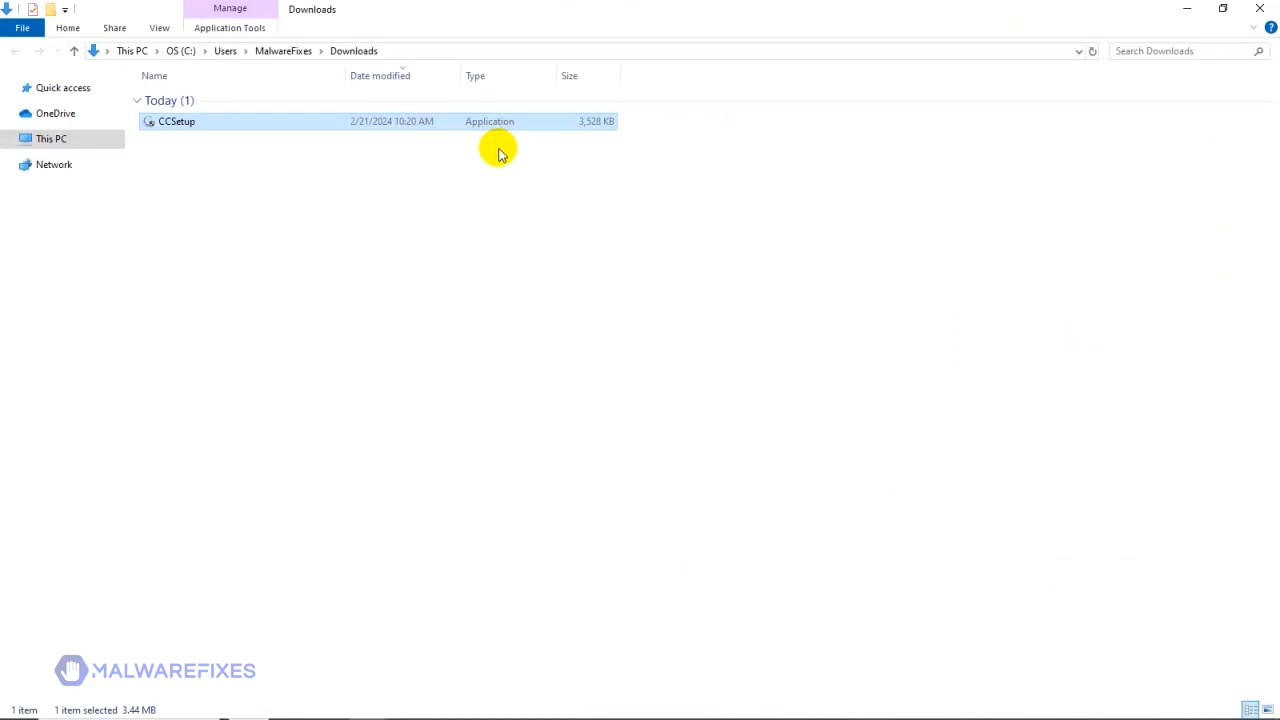 Manage
Downloads
File
Home
Share
View
Application Tools
This PC
OS (C:)
Users
MalwareFixes
Downloads
Search Downloads
Name
Date modified
Type
Size
Quick access
OneDrive
This PC
Network
Today (1)
CCSetup
2/21/2024 10:20 AM
Application
3,528 KB
MALWAREFIXES
1 item
1 item selected 3.44 MB